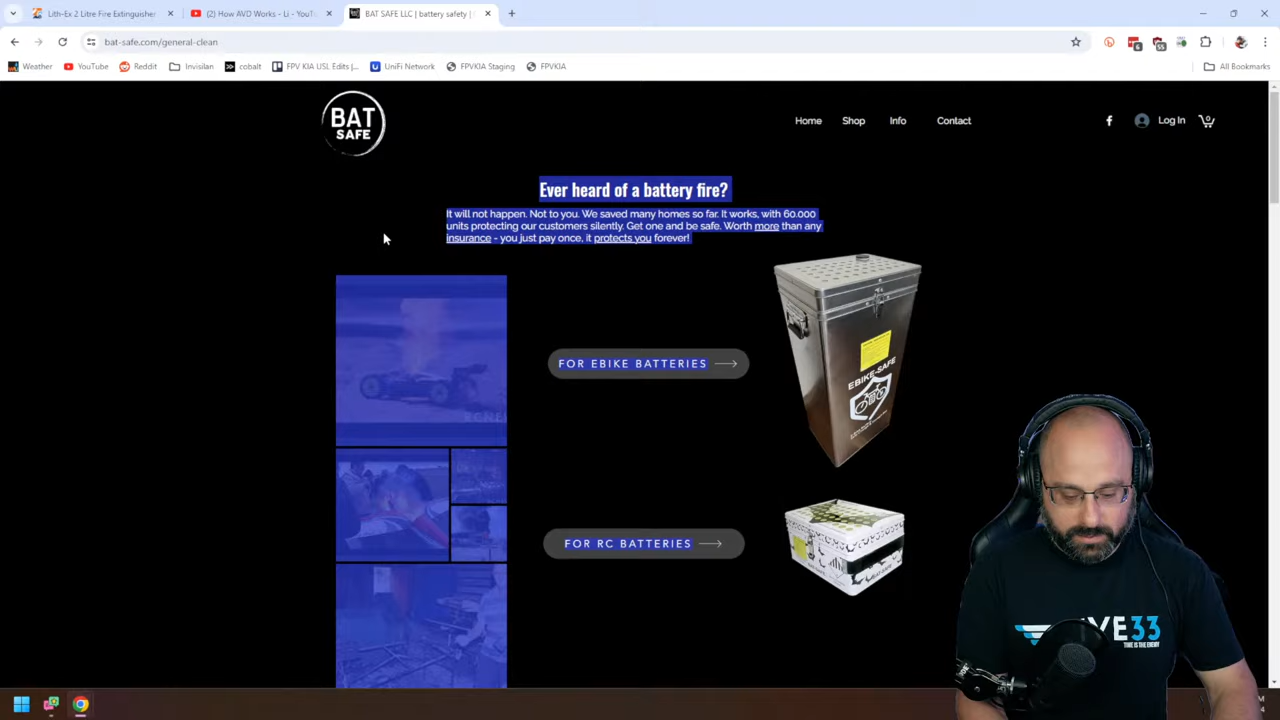 Lith-Ex 2 Litre Fire Extinguisher
(2) How AVD Works - Li - YouTu
BAT SAFE LLC | battery safety |
bat-safe.com/general-clean
Weather
YouTube
Reddit
Invisilan
cobalt
FPV KIA USL Edits |...
UniFi Network
FPVKIA Staging
FPVKIA
All Bookmarks
BAT
SAFE
Home
Shop
Info
Contact
Log In
0
Ever heard of a battery fire?
It will not happen. Not to you. We saved many homes so far. It works, with 60.000
units protecting our customers silently. Get one and be safe. Worth more than any
insurance - you just pay once, it protects you forever!
FOR EBIKE BATTERIES
EBIKE-SAFE
FOR RC BATTERIES
THIS IS THE ENEMY